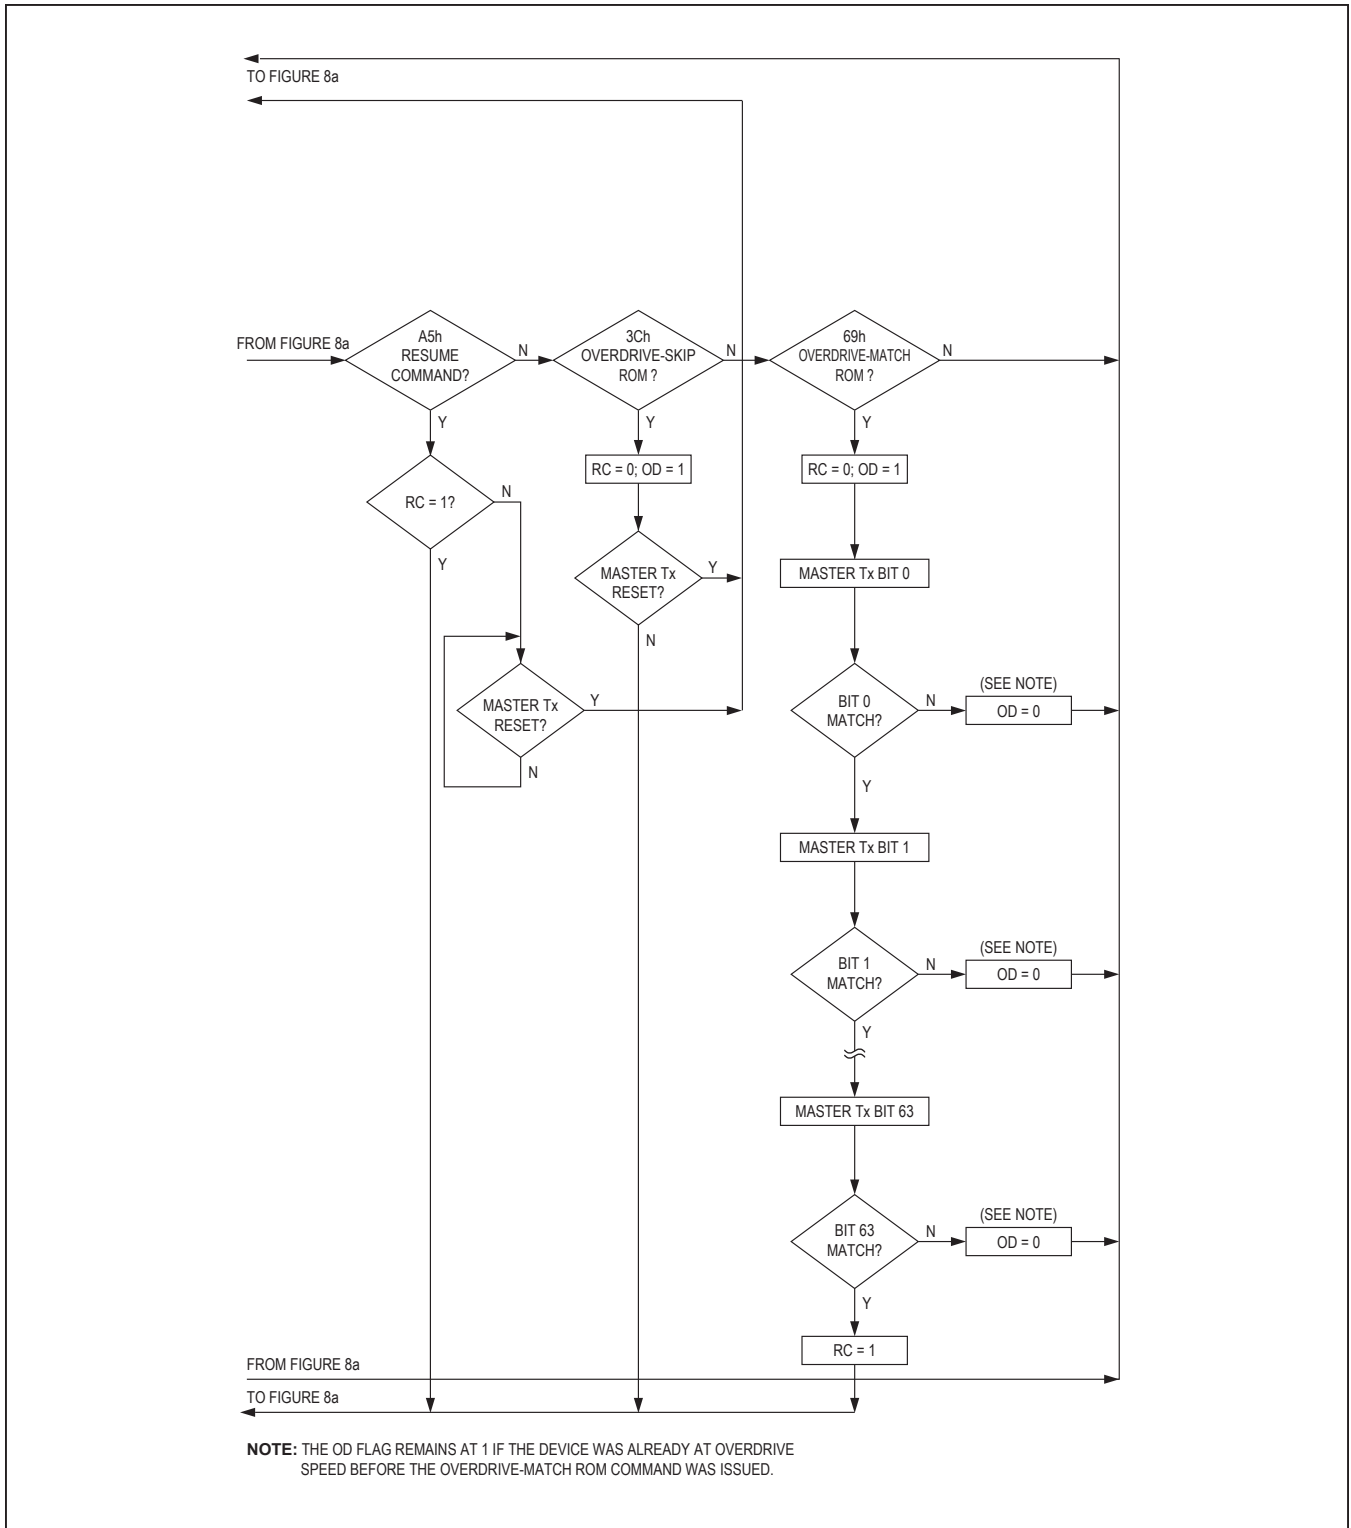 TO FIGURE 8a
FROM FIGURE 8a
A5h
RESUME
COMMAND?
N
Y
3Ch
OVERDRIVE-SKIP
ROM ?
N
Y
69h
OVERDRIVE-MATCH
ROM ?
N
Y
RC = 1?
N
Y
MASTER Tx
RESET?
Y
N
RC = 0; OD = 1
MASTER Tx
RESET?
Y
N
RC = 0; OD = 1
MASTER Tx BIT 0
BIT 0
MATCH?
N
(SEE NOTE)
OD = 0
Y
MASTER Tx BIT 1
BIT 1
MATCH?
N
(SEE NOTE)
OD = 0
Y
MASTER Tx BIT 63
BIT 63
MATCH?
N
(SEE NOTE)
OD = 0
Y
RC = 1
FROM FIGURE 8a
TO FIGURE 8a
NOTE: THE OD FLAG REMAINS AT 1 IF THE DEVICE WAS ALREADY AT OVERDRIVE
SPEED BEFORE THE OVERDRIVE-MATCH ROM COMMAND WAS ISSUED.